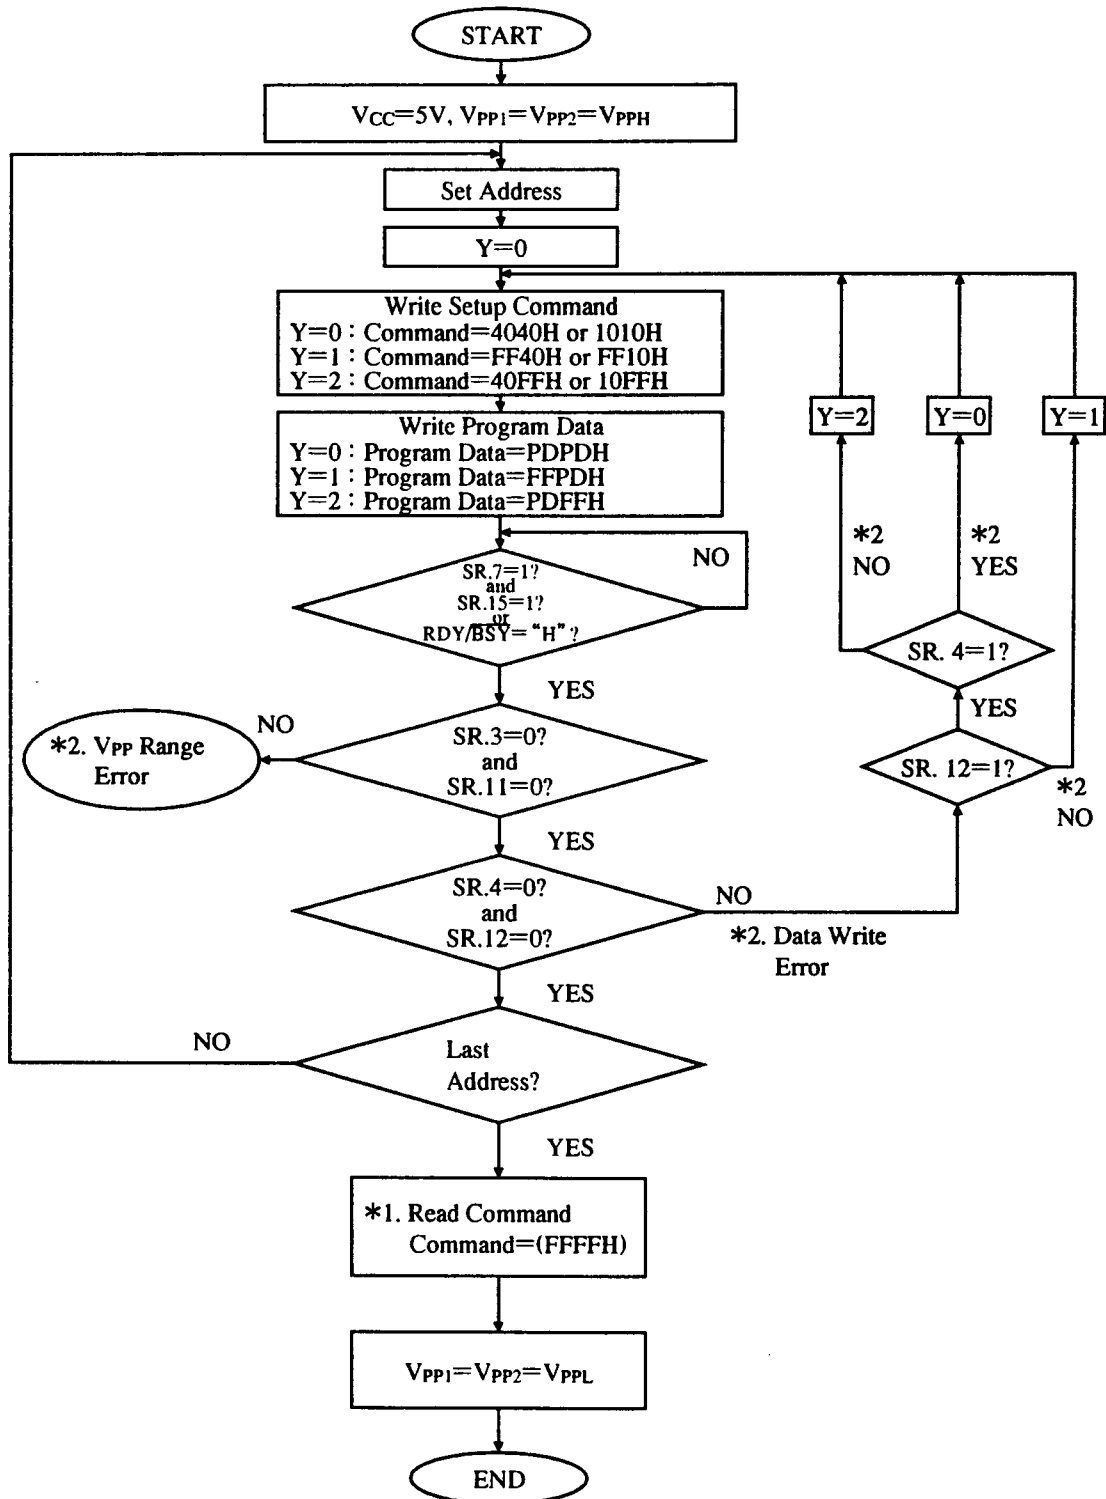 START
VCC=5V, VPP1=VPP2=VPPH
Set Address
Y=0
Write Setup Command
Y=0 : Command=4040H or 1010H
Y=1 : Command=FF40H or FF10H
Y=2 : Command=40FFH or 10FFH
Write Program Data
Y=0 : Program Data=PDPDH
Y=1 : Program Data=FFPDH
Y=2 : Program Data=PDFFH
Y=2
Y=0
Y=1
*2
NO
*2
YES
NO
SR.7=1?
and
SR.15=1?
or
RDY/BSY= “H” ?
SR. 4=1?
YES
YES
NO
*2. VPP Range
Error
SR.3=0?
and
SR.11=0?
SR. 12=1?
*2
NO
YES
SR.4=0?
and
SR.12=0?
NO
*2. Data Write
Error
YES
NO
Last
Address?
YES
*1. Read Command
Command=(FFFFH)
VPP1=VPP2=VPPL
END